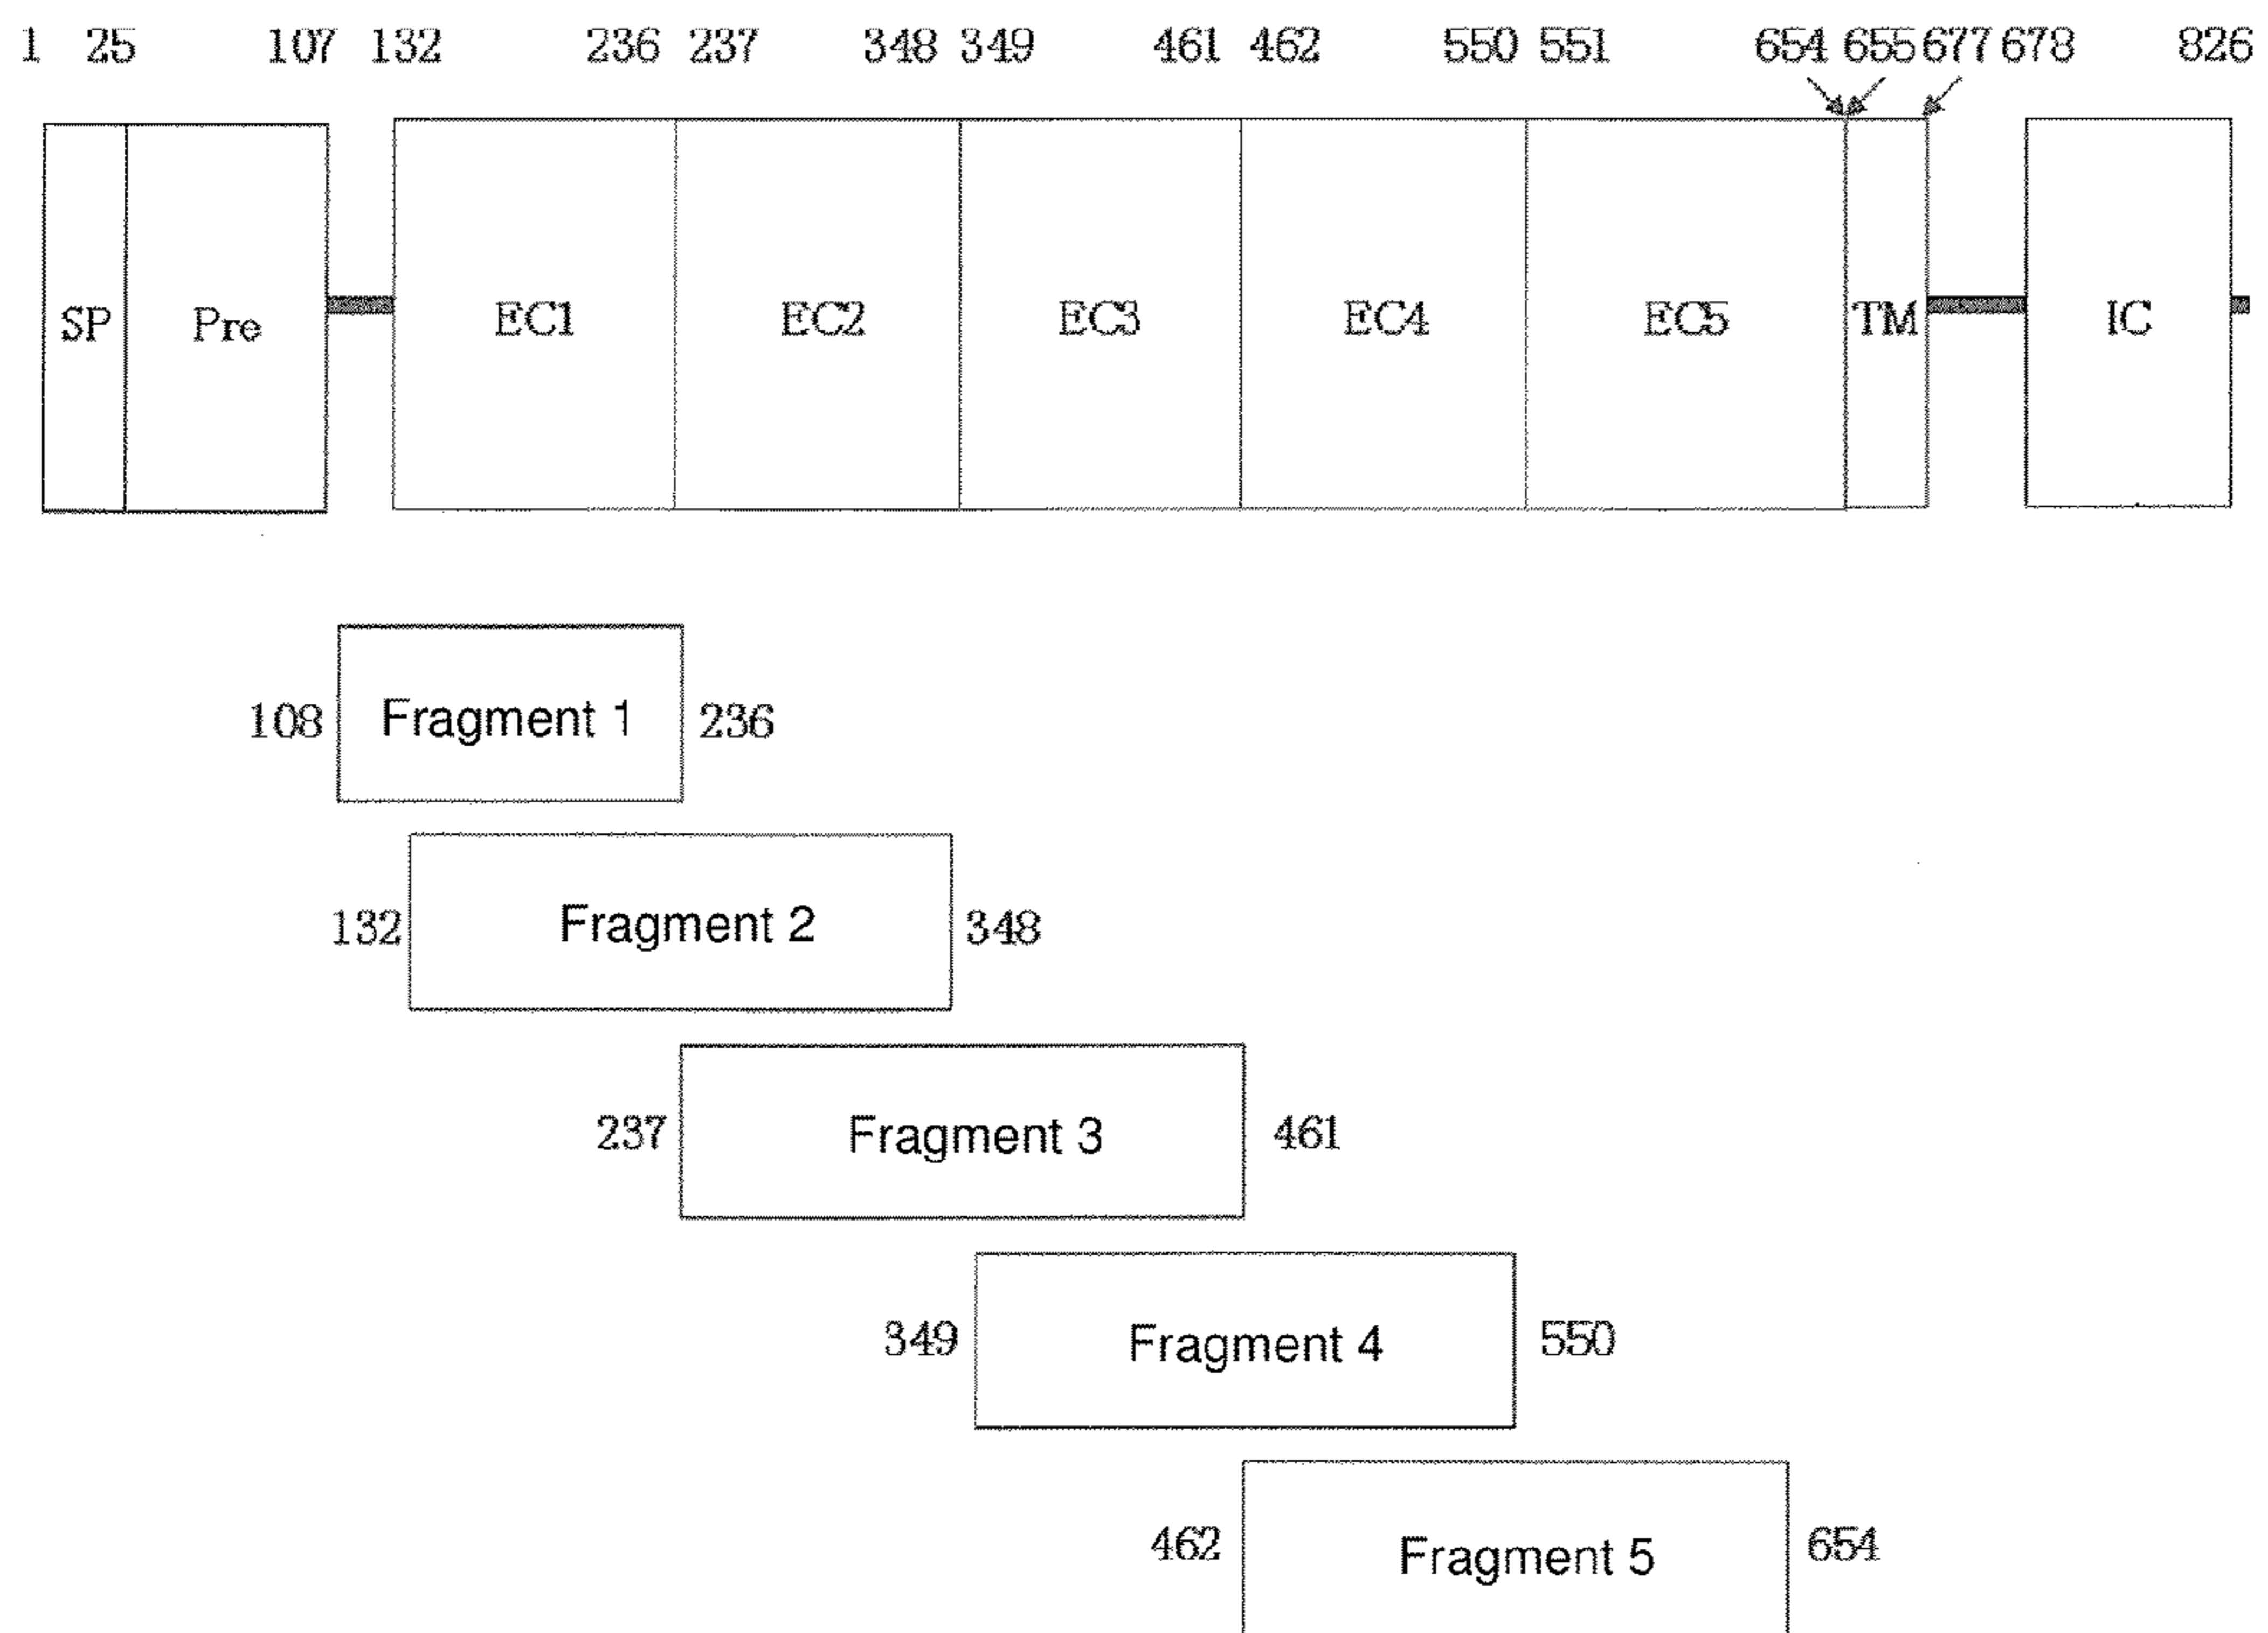 1 25 107 132 236 237 348 349 461 462 550 551 654 655 677 678 826
SP Pre EC1 EC2 EC3 EC4 EC5 TM IC
108 Fragment 1 236
132 Fragment 2 348
237 Fragment 3 461
349 Fragment 4 550
462 Fragment 5 654